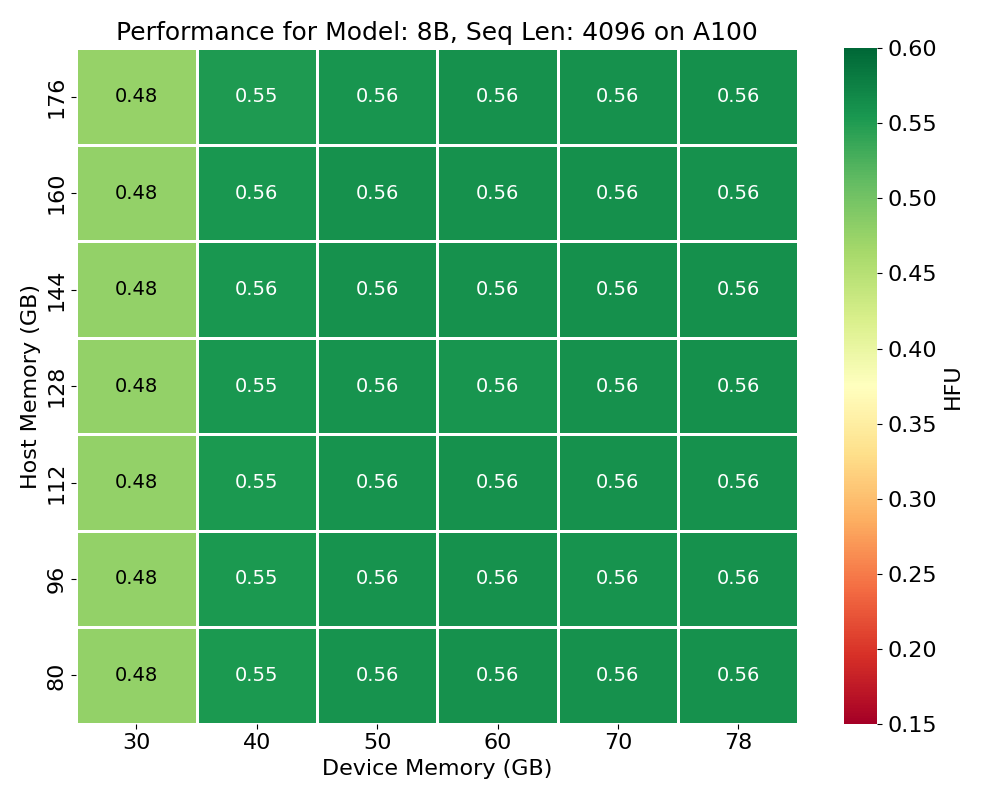 Performance for Model: 8B, Seq Len: 4096 on A100
Host Memory (GB)
176 0.48 0.55 0.56 0.56 0.56 0.56
160 0.48 0.56 0.56 0.56 0.56 0.56
144 0.48 0.56 0.56 0.56 0.56 0.56
128 0.48 0.55 0.56 0.56 0.56 0.56
112 0.48 0.55 0.56 0.56 0.56 0.56
96 0.48 0.55 0.56 0.56 0.56 0.56
80 0.48 0.55 0.56 0.56 0.56 0.56
30 40 50 60 70 78
Device Memory (GB)
0.60
0.55
0.50
0.45
0.40
0.35
0.30
0.25
0.20
0.15
HFU